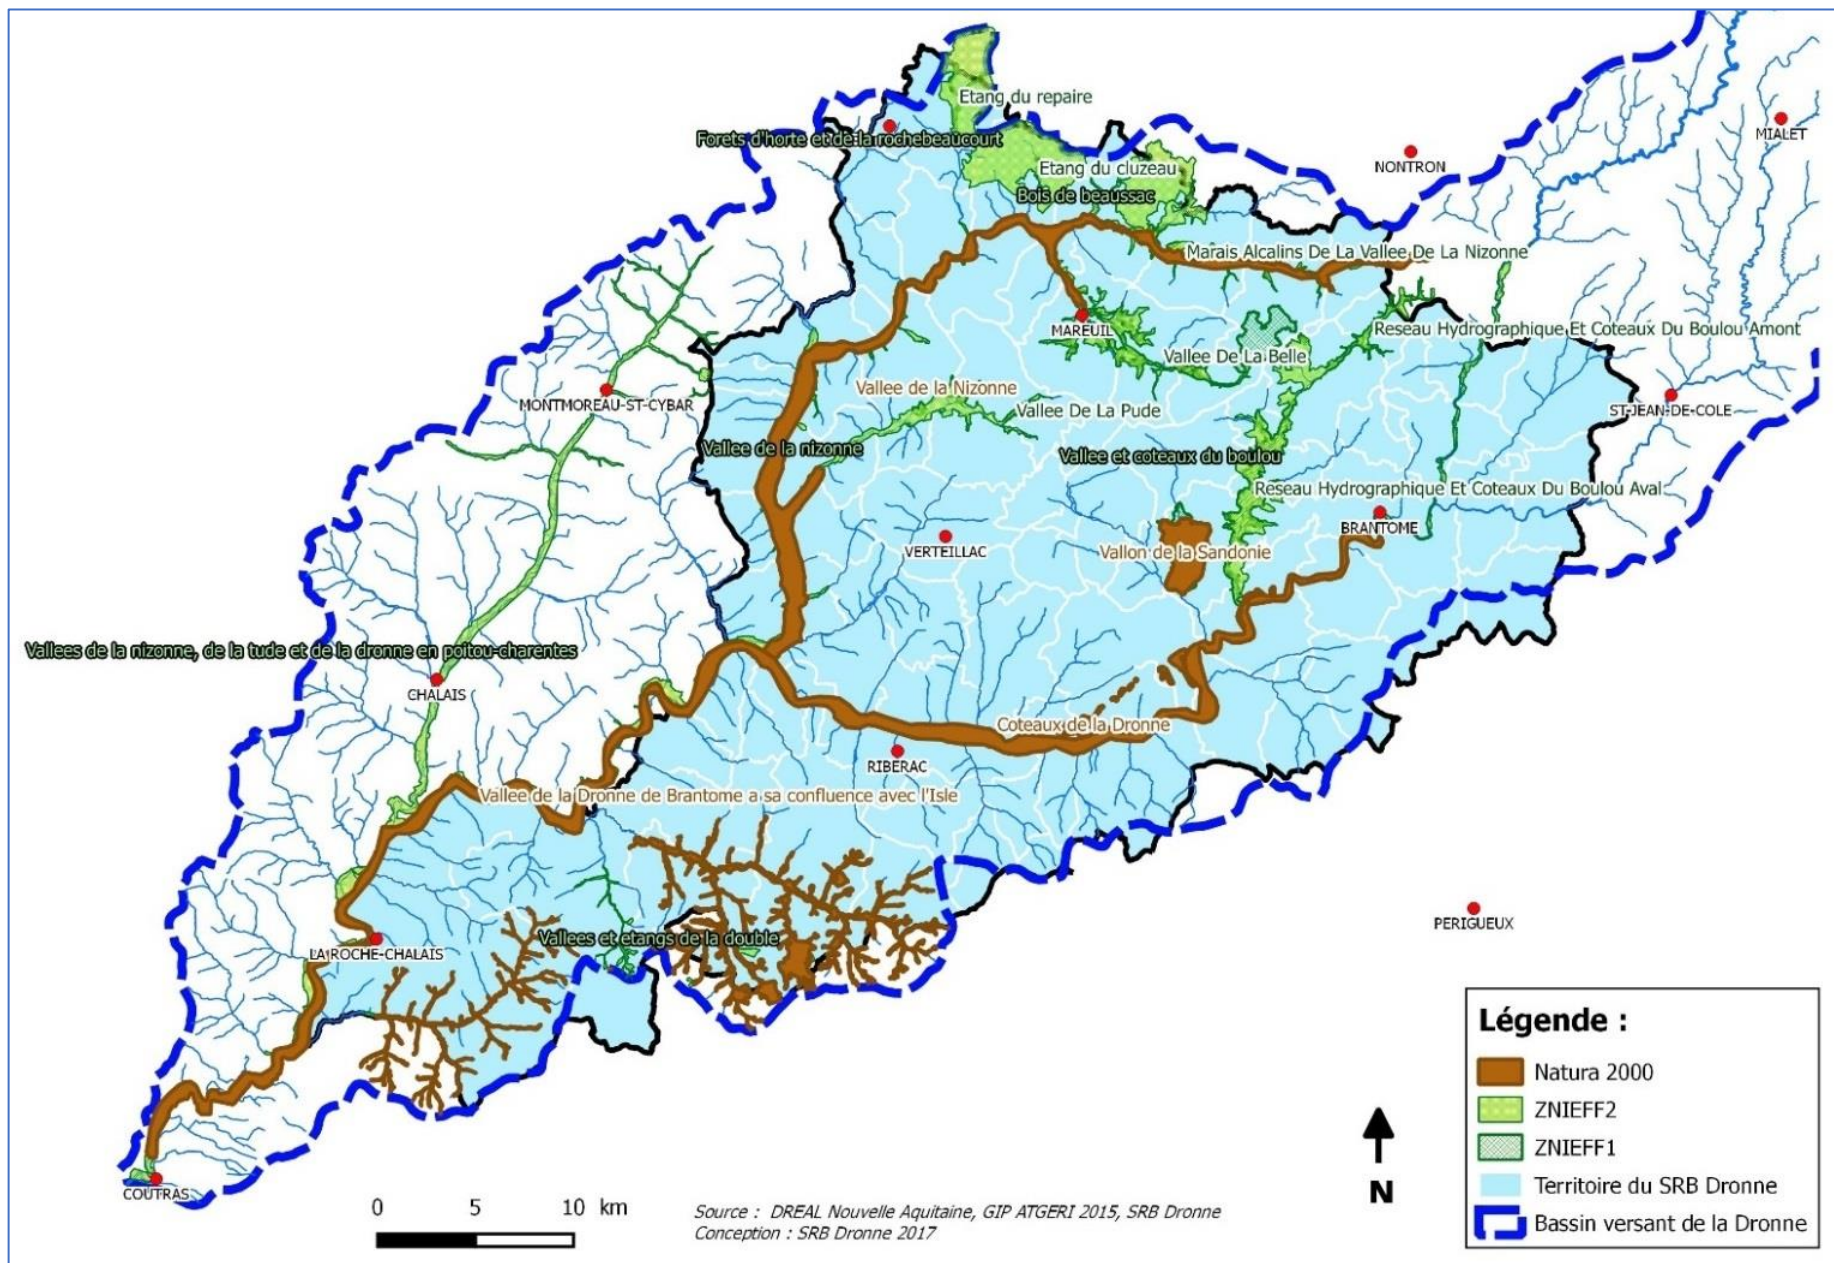 Etang du repaire
Forets d'horte et de la rochebeaucourt
MIALET
NONTRON
Etang du cluzeau
Bois de beaussac
Marais Alcalins De La Vallee De La Nizonne
MAREUIL
Reseau Hydrographique Et Coteaux Du Boulou Amont
Vallee De La Belle
Vallee de la Nizonne
MONTMOREAU-ST-CYBAR
Vallee De La Pude
ST-JEAN-DE-COLE
Vallee de la nizonne
Vallee et coteaux du boulou
Reseau Hydrographique Et Coteaux Du Boulou Aval
BRANTOME
VERTEILLAC
Vallon de la Sandonie
Vallees de la nizonne, de la tude et de la dronne en poitou-charentes
CHALAIS
Coteaux de la Dronne
RIBERAC
Vallee de la Dronne de Brantome a sa confluence avec l'Isle
PERIGUEUX
Vallees et etangs de la double
LA ROCHE-CHALAIS
COUTRAS
Légende :
Natura 2000
ZNIEFF2
ZNIEFF1
Territoire du SRB Dronne
Bassin versant de la Dronne
N
0 5 10 km
Source : DREAL Nouvelle Aquitaine, GIP ATGERI 2015, SRB Dronne
Conception : SRB Dronne 2017